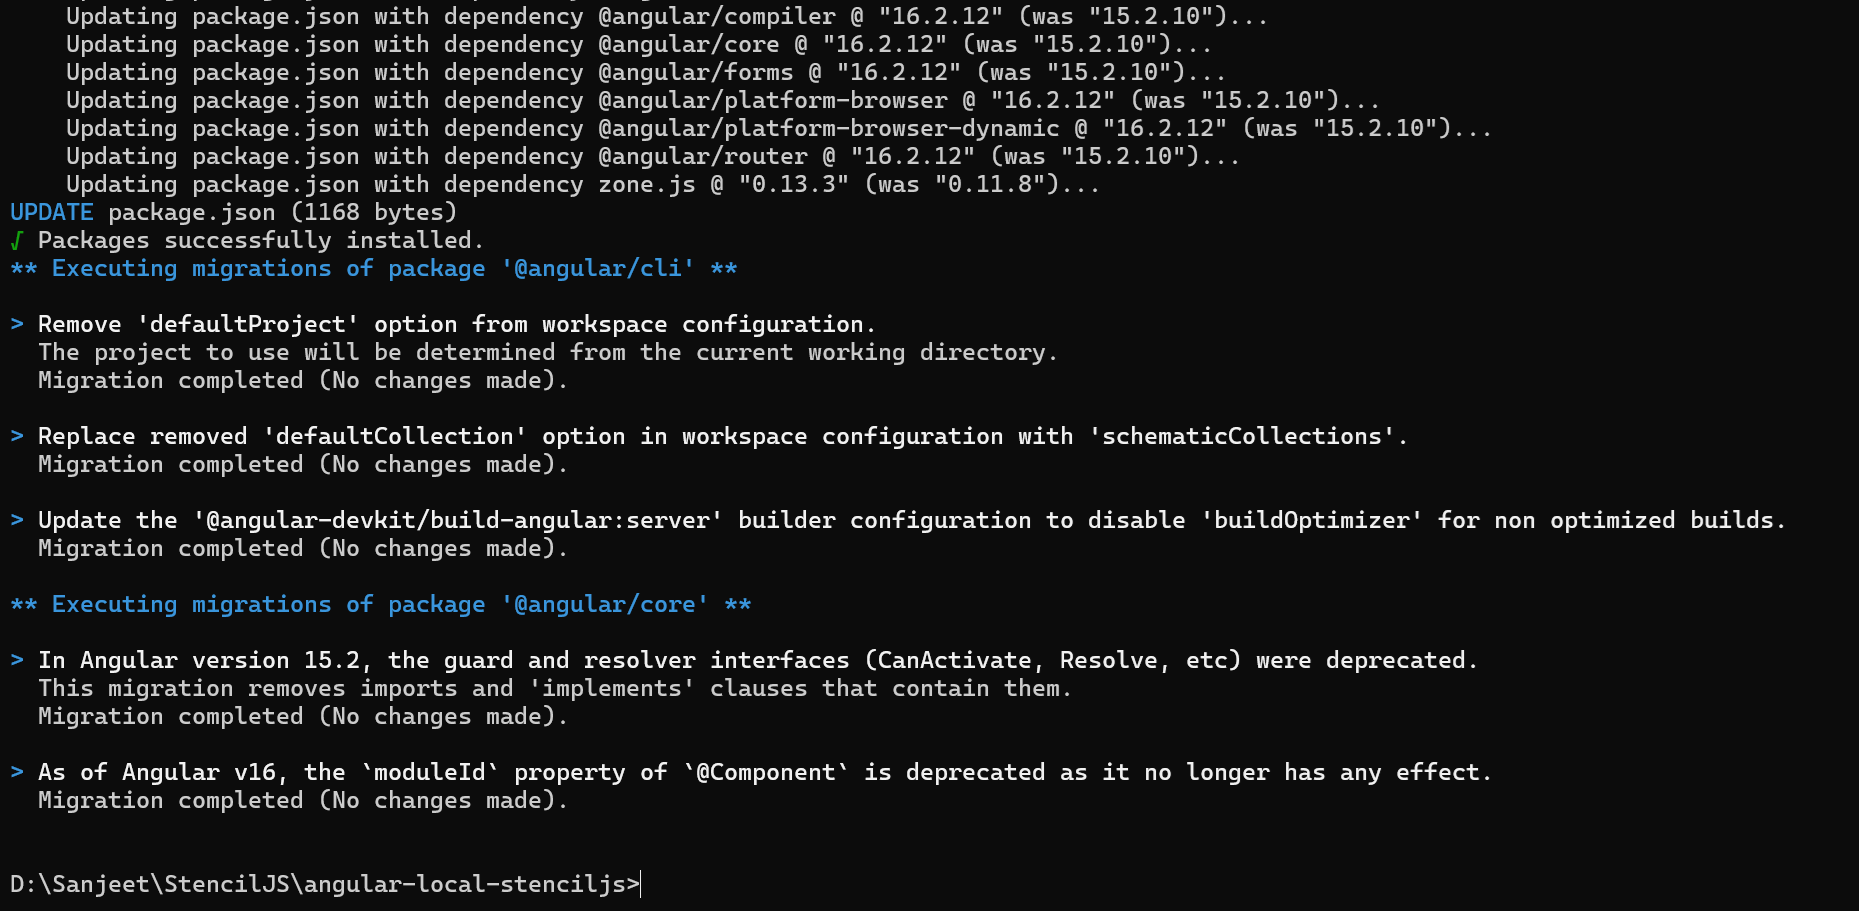 Updating package.json with dependency @angular/compiler @ "16.2.12" (was "15.2.10")...
Updating package.json with dependency @angular/core @ "16.2.12" (was "15.2.10")...
Updating package.json with dependency @angular/forms @ "16.2.12" (was "15.2.10")...
Updating package.json with dependency @angular/platform-browser @ "16.2.12" (was "15.2.10")...
Updating package.json with dependency @angular/platform-browser-dynamic @ "16.2.12" (was "15.2.10")...
Updating package.json with dependency @angular/router @ "16.2.12" (was "15.2.10")...
Updating package.json with dependency zone.js @ "0.13.3" (was "0.11.8")...
UPDATE package.json (1168 bytes)
√ Packages successfully installed.
** Executing migrations of package '@angular/cli' **
> Remove 'defaultProject' option from workspace configuration.
The project to use will be determined from the current working directory.
Migration completed (No changes made).
> Replace removed 'defaultCollection' option in workspace configuration with 'schematicCollections'.
Migration completed (No changes made).
> Update the '@angular-devkit/build-angular:server' builder configuration to disable 'buildOptimizer' for non optimized builds.
Migration completed (No changes made).
** Executing migrations of package '@angular/core' **
> In Angular version 15.2, the guard and resolver interfaces (CanActivate, Resolve, etc) were deprecated.
This migration removes imports and 'implements' clauses that contain them.
Migration completed (No changes made).
> As of Angular v16, the `moduleId` property of `@Component` is deprecated as it no longer has any effect.
Migration completed (No changes made).
D:\Sanjeet\StencilJS\angular-local-stenciljs>